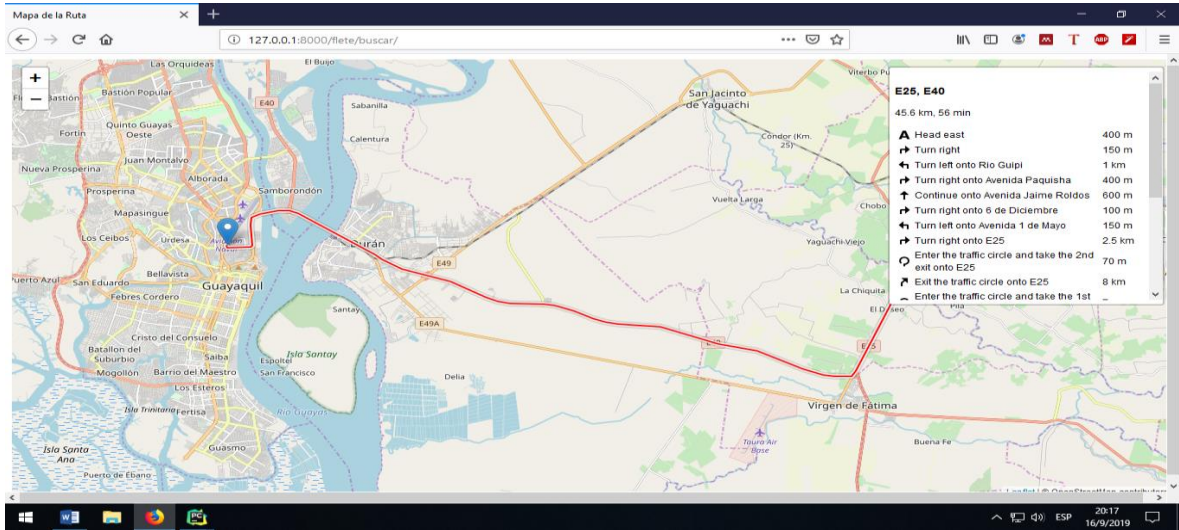 Mapa de la Ruta
127.0.0.1:8000/flete/buscar/
ABP
+
−
Las Orquideas
El Buijo
Bastión Popular
E40
Sabanilla
San Jacinto
de Yaguachi
Viterbo
Fortín
Quinto Guayas
Oeste
Calentura
Cóndor (Km.
25)
Juan Montalvo
Nueva Prosperina
Alborada
Prosperina
Samborondón
Vuelta Larga
Chobo
Mapasingue
Los Ceibos
Urdesa
Durán
Yaguachi Viejo
E49
Bellavista
Puerto Azul
San Eduardo
Guayaquil
La Chiquita
Febres Cordero
Santay
E49A
Cristo del Consuelo
Batallon del
Suburbio
Saiba
Isla Santay
Espoltel
San Francisco
Mogollón
Barrio del Maestro
Delia
Los Esteros
Isla Trinitaria
Fertisa
Rio Guayas
Virgen de Fátima
Guasmo
Taura Air
Base
Buena Fe
Isla Santa
Ana
Puerto de Ébano
E25, E40
45.6 km, 56 min
Head east 400 m
Turn right 150 m
Turn left onto Rio Guipi 1 km
Turn right onto Avenida Paquisha 400 m
Continue onto Avenida Jaime Roldos 600 m
Turn right onto 6 de Diciembre 100 m
Turn left onto Avenida 1 de Mayo 150 m
Turn right onto E25 2.5 km
Enter the traffic circle and take the 2nd
exit onto E25 70 m
Exit the traffic circle onto E25 8 km
Enter the traffic circle and take the 1st
ESP
20:17
16/9/2019